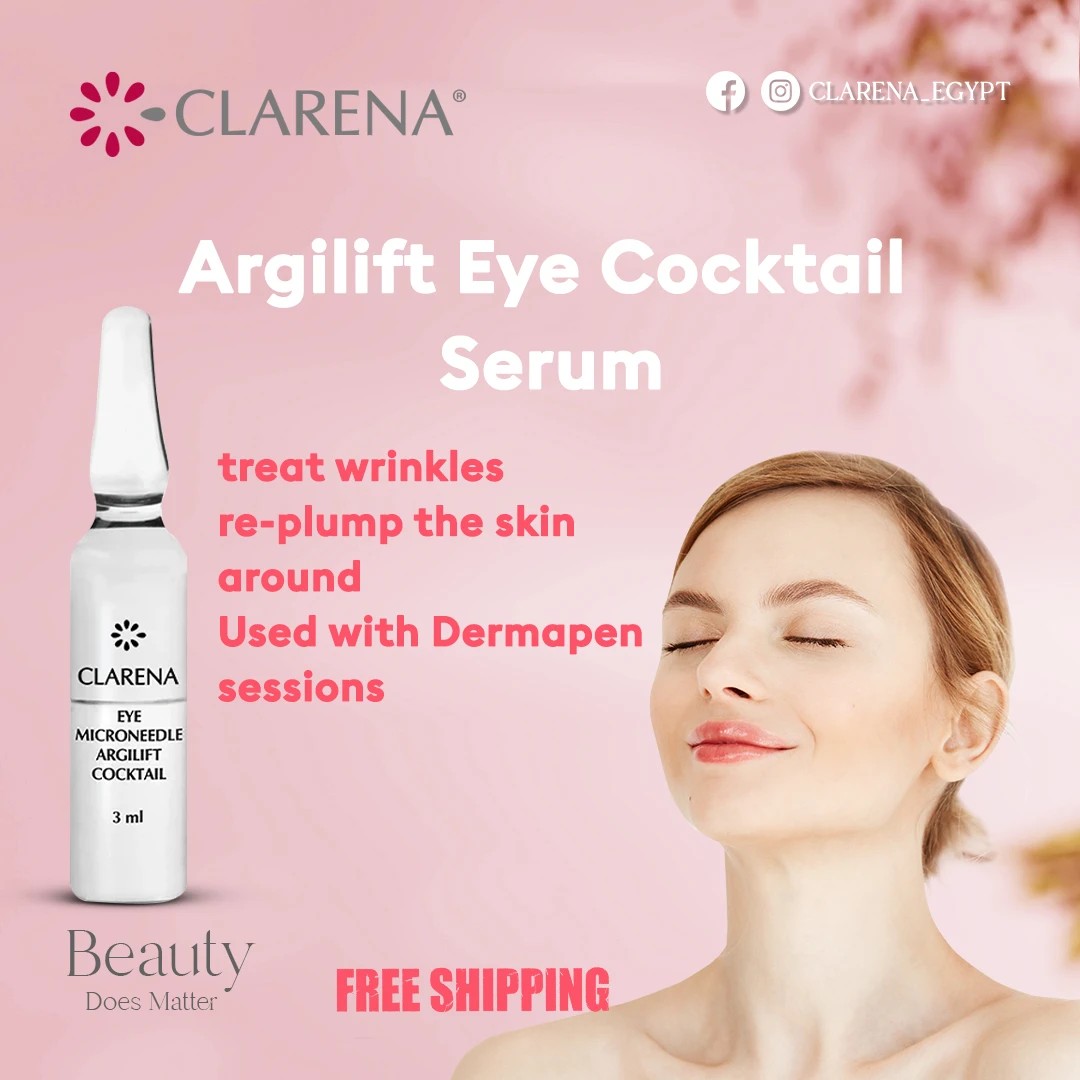 CLARENA®
CLARENA_EGYPT
Argilift Eye Cocktail
Serum
treat wrinkles
re-plump the skin
around
Used with Dermapen
sessions
CLARENA
EYE
MICRONEEDLE
ARGILIFT
COCKTAIL
3 ml
Beauty
Does Matter
FREE SHIPPING